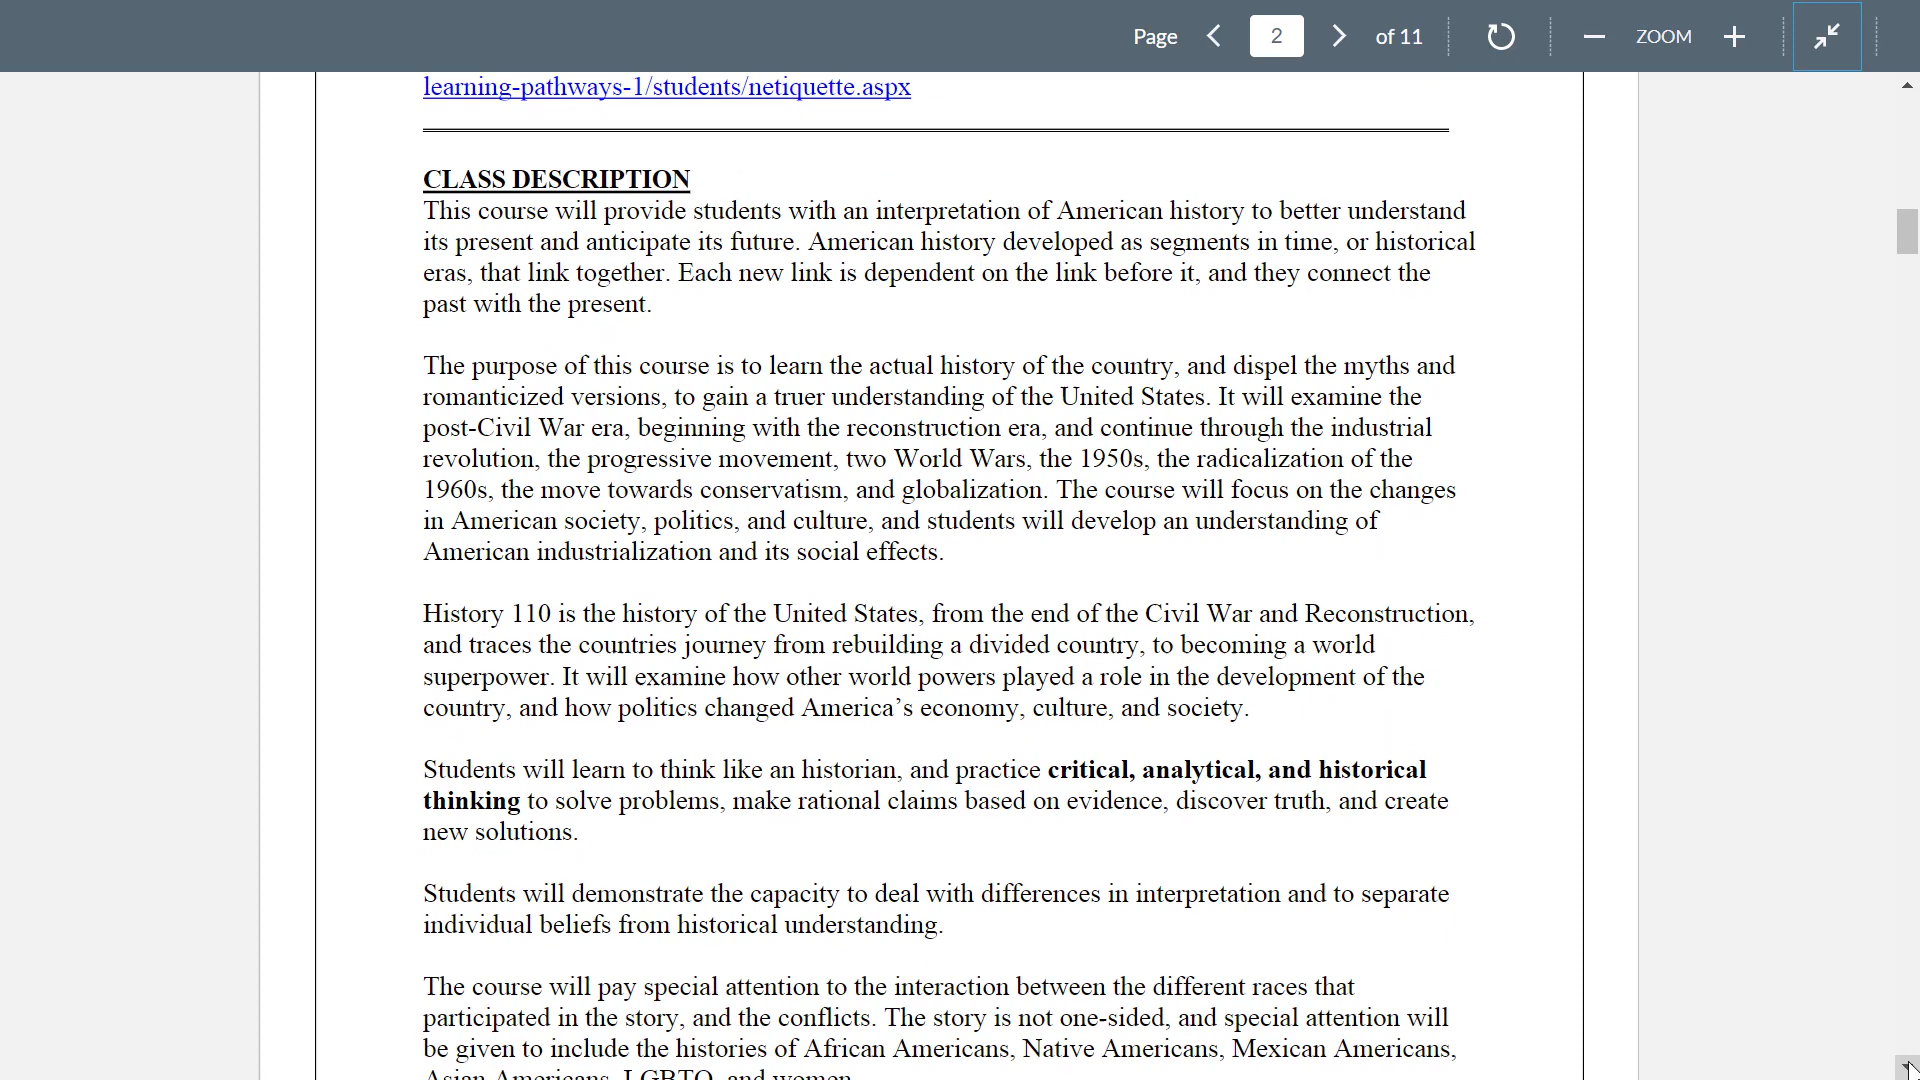 Page 2 of 11 ZOOM
learning-pathways-1/students/netiquette.aspx
CLASS DESCRIPTION
This course will provide students with an interpretation of American history to better understand
its present and anticipate its future. American history developed as segments in time, or historical
eras, that link together. Each new link is dependent on the link before it, and they connect the
past with the present.
The purpose of this course is to learn the actual history of the country, and dispel the myths and
romanticized versions, to gain a truer understanding of the United States. It will examine the
post-Civil War era, beginning with the reconstruction era, and continue through the industrial
revolution, the progressive movement, two World Wars, the 1950s, the radicalization of the
1960s, the move towards conservatism, and globalization. The course will focus on the changes
in American society, politics, and culture, and students will develop an understanding of
American industrialization and its social effects.
History 110 is the history of the United States, from the end of the Civil War and Reconstruction,
and traces the countries journey from rebuilding a divided country, to becoming a world
superpower. It will examine how other world powers played a role in the development of the
country, and how politics changed America’s economy, culture, and society.
Students will learn to think like an historian, and practice critical, analytical, and historical
thinking to solve problems, make rational claims based on evidence, discover truth, and create
new solutions.
Students will demonstrate the capacity to deal with differences in interpretation and to separate
individual beliefs from historical understanding.
The course will pay special attention to the interaction between the different races that
participated in the story, and the conflicts. The story is not one-sided, and special attention will
be given to include the histories of African Americans, Native Americans, Mexican Americans,
Asian Americans, LGBTQ, and women.